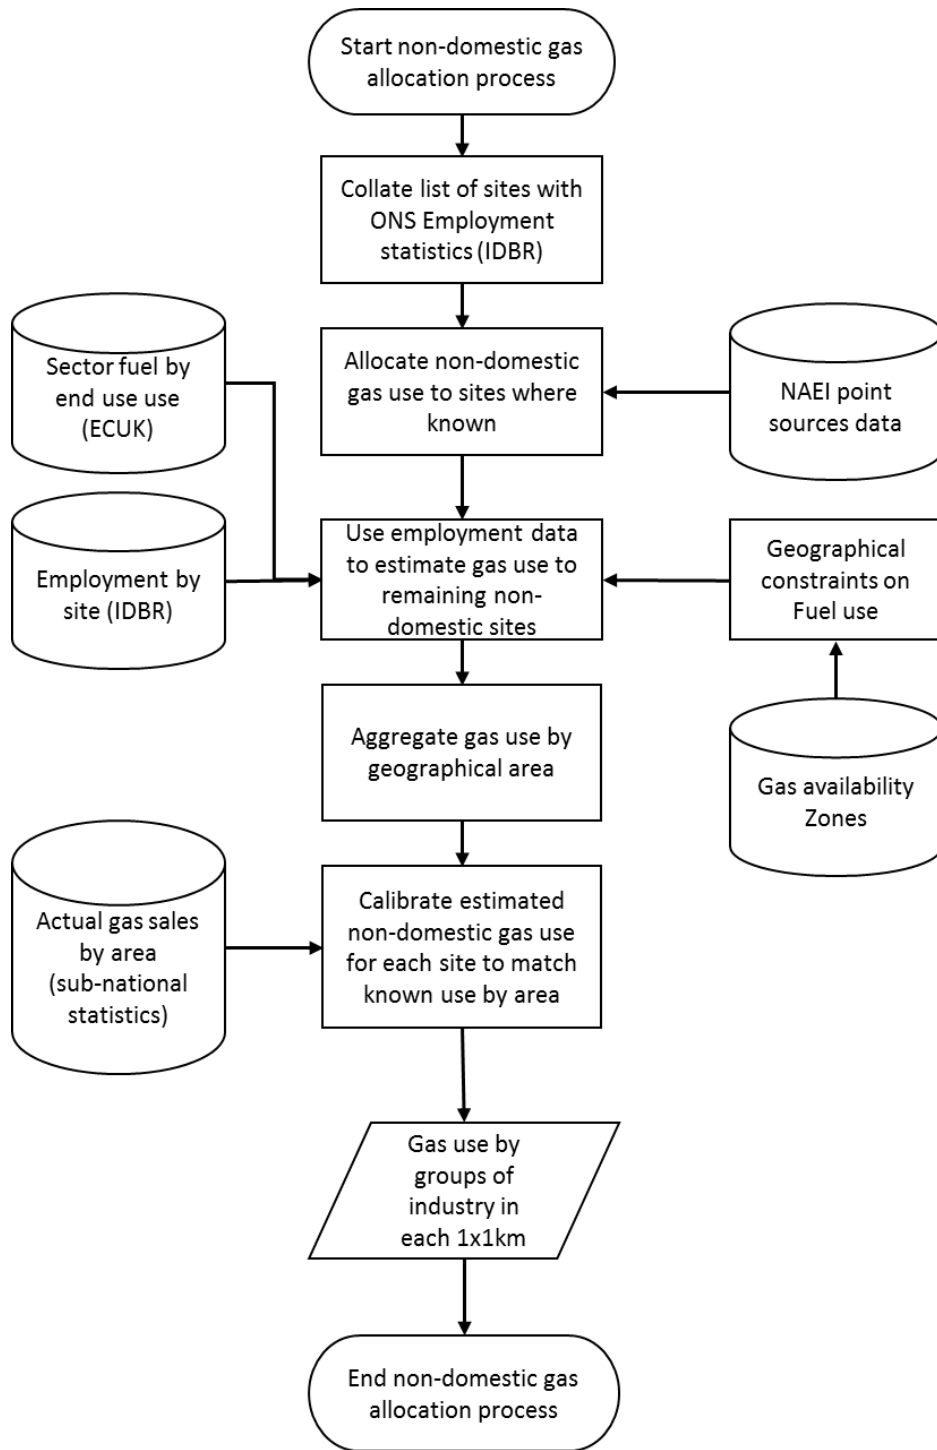 Start non-domestic gas
allocation process
Collate list of sites with
ONS Employment
statistics (IDBR)
Sector fuel by
end use use
(ECUK)
Allocate non-domestic
gas use to sites where
known
NAEI point
sources data
Employment by
site (IDBR)
Use employment data
to estimate gas use to
remaining non-
domestic sites
Geographical
constraints on
Fuel use
Aggregate gas use by
geographical area
Gas availability
Zones
Actual gas sales
by area
(sub-national
statistics)
Calibrate estimated
non-domestic gas use
for each site to match
known use by area
Gas use by
groups of
industry in
each 1x1km
End non-domestic gas
allocation process